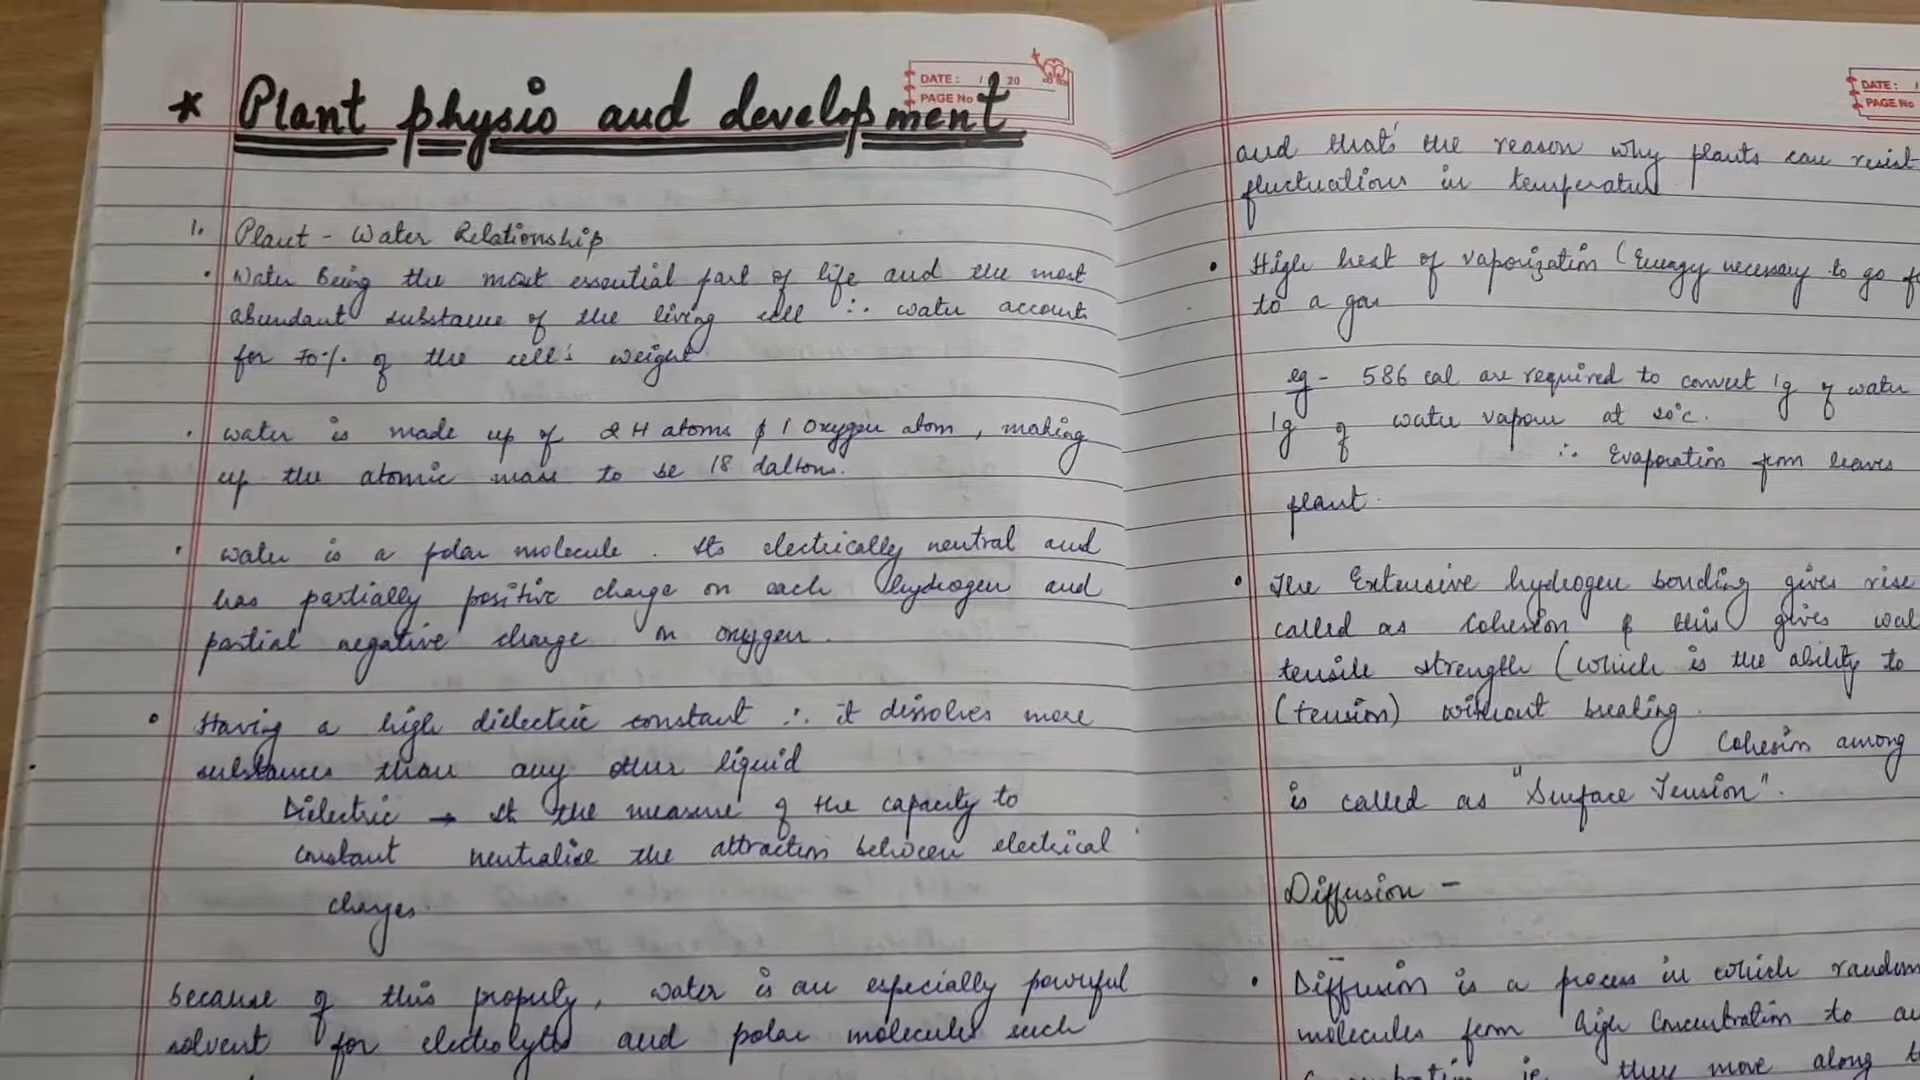 DATE: / 20
PAGE No
* Plant physio and development
1. Plant - Water Relationship
• Water Being the most essential part of life and the most
abundant substance of the living cell ∴ water account
for 70% of the cell's weight.
• water is made up of 2 H atoms & 1 Oxygen atom, making
up the atomic mass to be 18 daltons.
• water is a polar molecule. Its electrically neutral and
has partially positive charge on each hydrogen and
partial negative charge on oxygen.
• Having a high dielectric constant ∴ it dissolves more
substances than any other liquid
Dielectric → It the measure of the capacity to
constant neutralise the attraction between electrical
charges.
because of this property, water is an especially powerful
solvent for electrolytes and polar molecules such
DATE: /
PAGE No
and that's the reason why plants can resist
fluctuations in temperature
• High heat of vaporization (Energy necessary to go
to a gas
eg - 586 cal are required to convert 1g of water
1g of water vapour at 20°c.
∴ Evaporation from leaves
plant.
• The Extensive hydrogen bonding gives rise
called as Cohesion & this gives wat
tensile strength (which is the ability to
(tension) without breaking.
Cohesion among
is called as "Surface Tension".
Diffusion -
• Diffusion is a process in which random
molecules from high Concentration to
ie. they move along